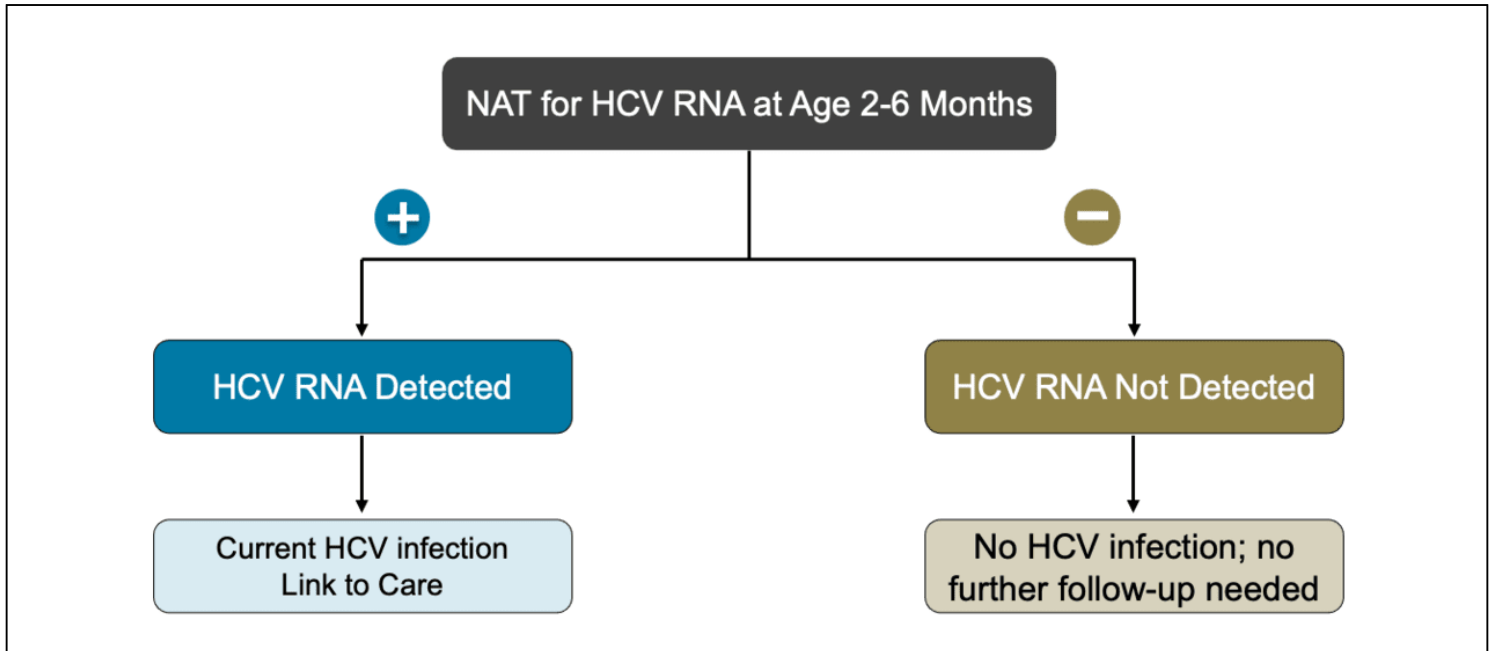 NAT for HCV RNA at Age 2-6 Months
HCV RNA Detected
HCV RNA Not Detected
Current HCV infection
Link to Care
No HCV infection; no
further follow-up needed